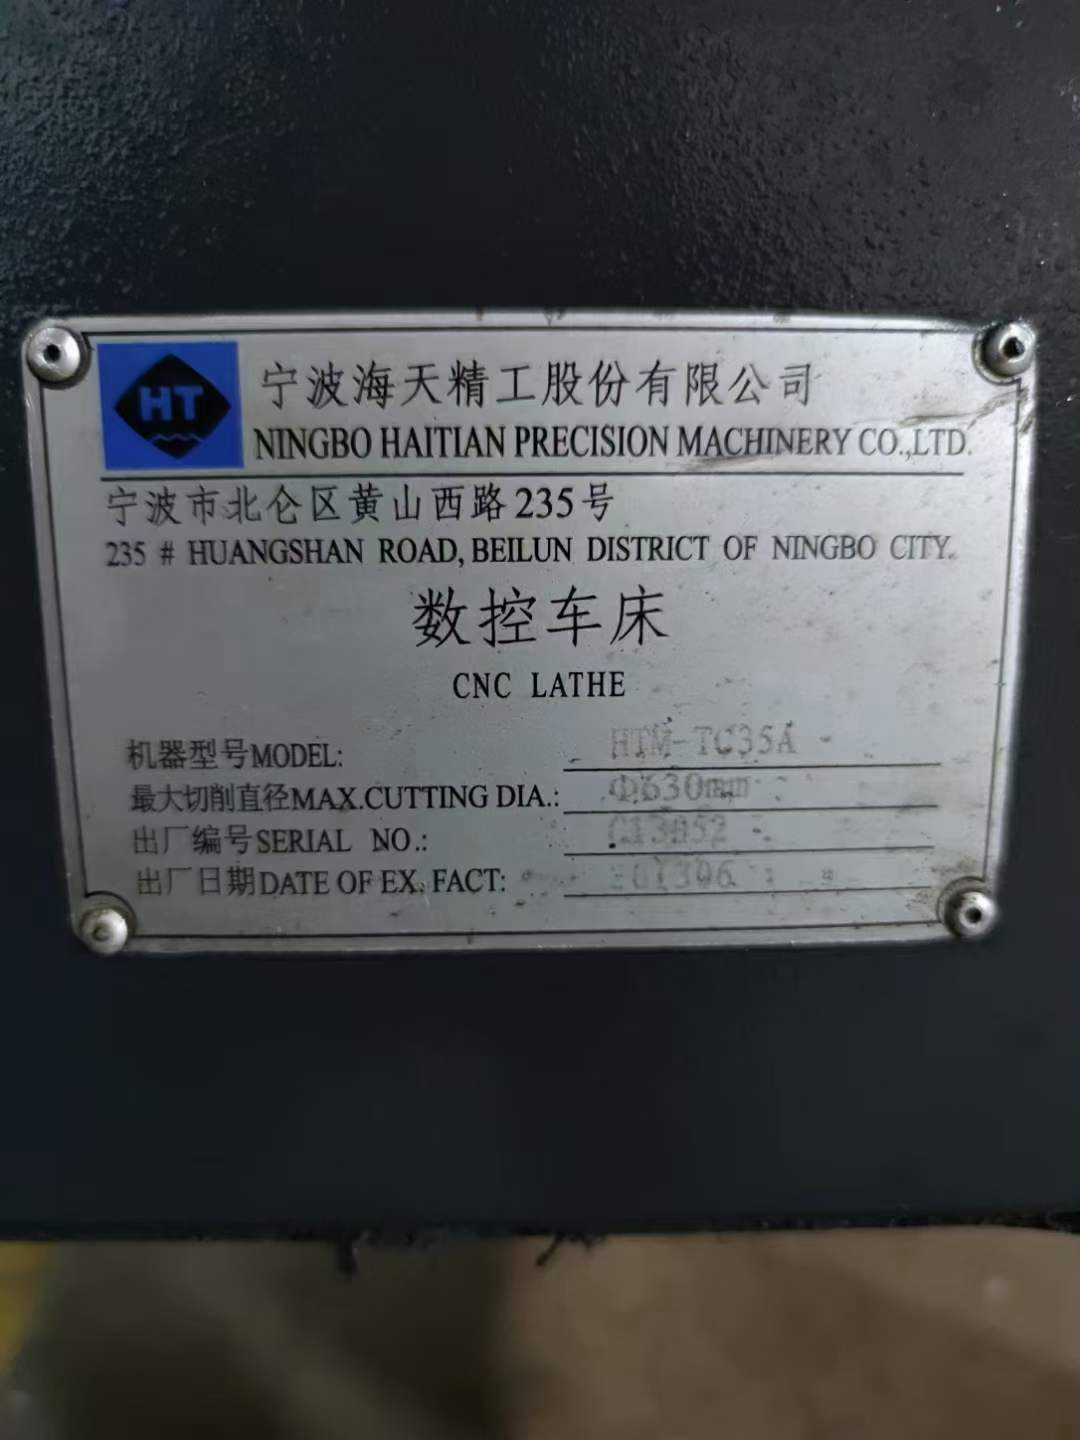 HT
宁波海天精工股份有限公司
NINGBO HAITIAN PRECISION MACHINERY CO.,LTD.
宁波市北仑区黄山西路235号
235 # HUANGSHAN ROAD, BEILUN DISTRICT OF NINGBO CITY.
数控车床
CNC LATHE
机器型号MODEL: HTM-TC35A
最大切削直径MAX.CUTTING DIA.: Φ630mm
出厂编号SERIAL NO.:
出厂日期DATE OF EX. FACT: